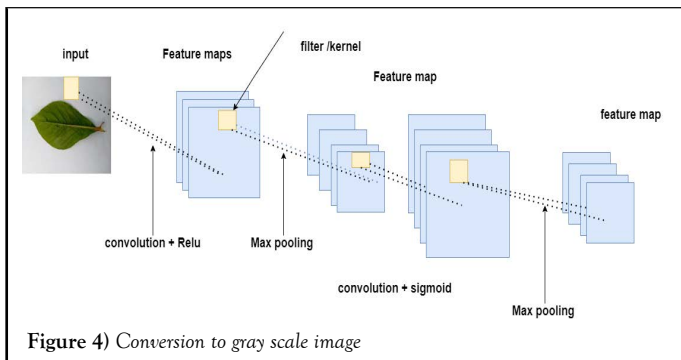 input
Feature maps
filter /kernel
Feature map
feature map
convolution + Relu
Max pooling
convolution + sigmoid
Max pooling
Figure 4) Conversion to gray scale image